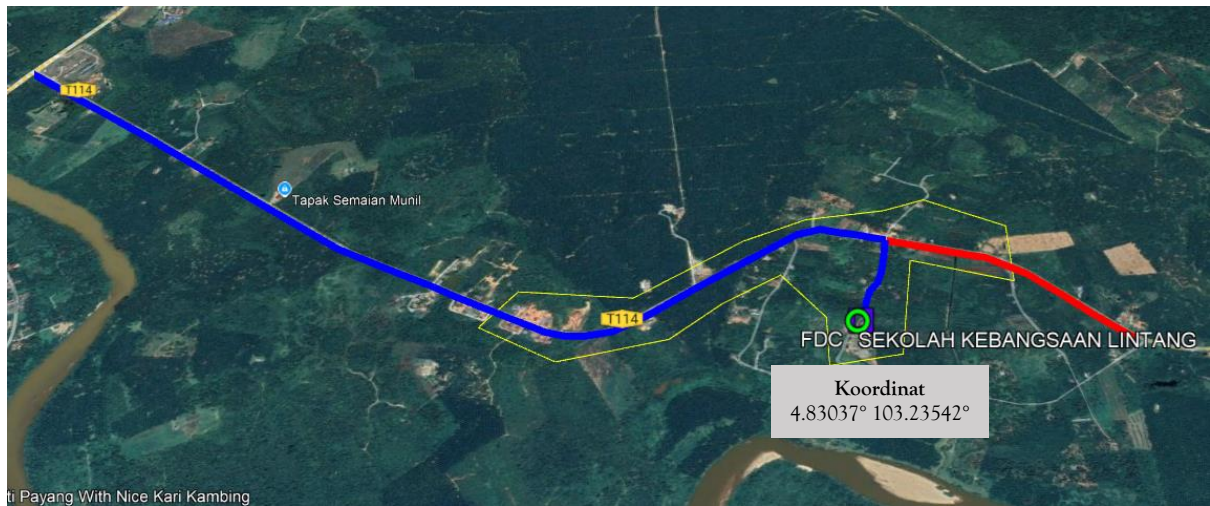 T114
Tapak Semaian Munil
T114
FDC SEKOLAH KEBANGSAAN LINTANG
Koordinat
4.83037° 103.23542°
ti Payang With Nice Kari Kambing